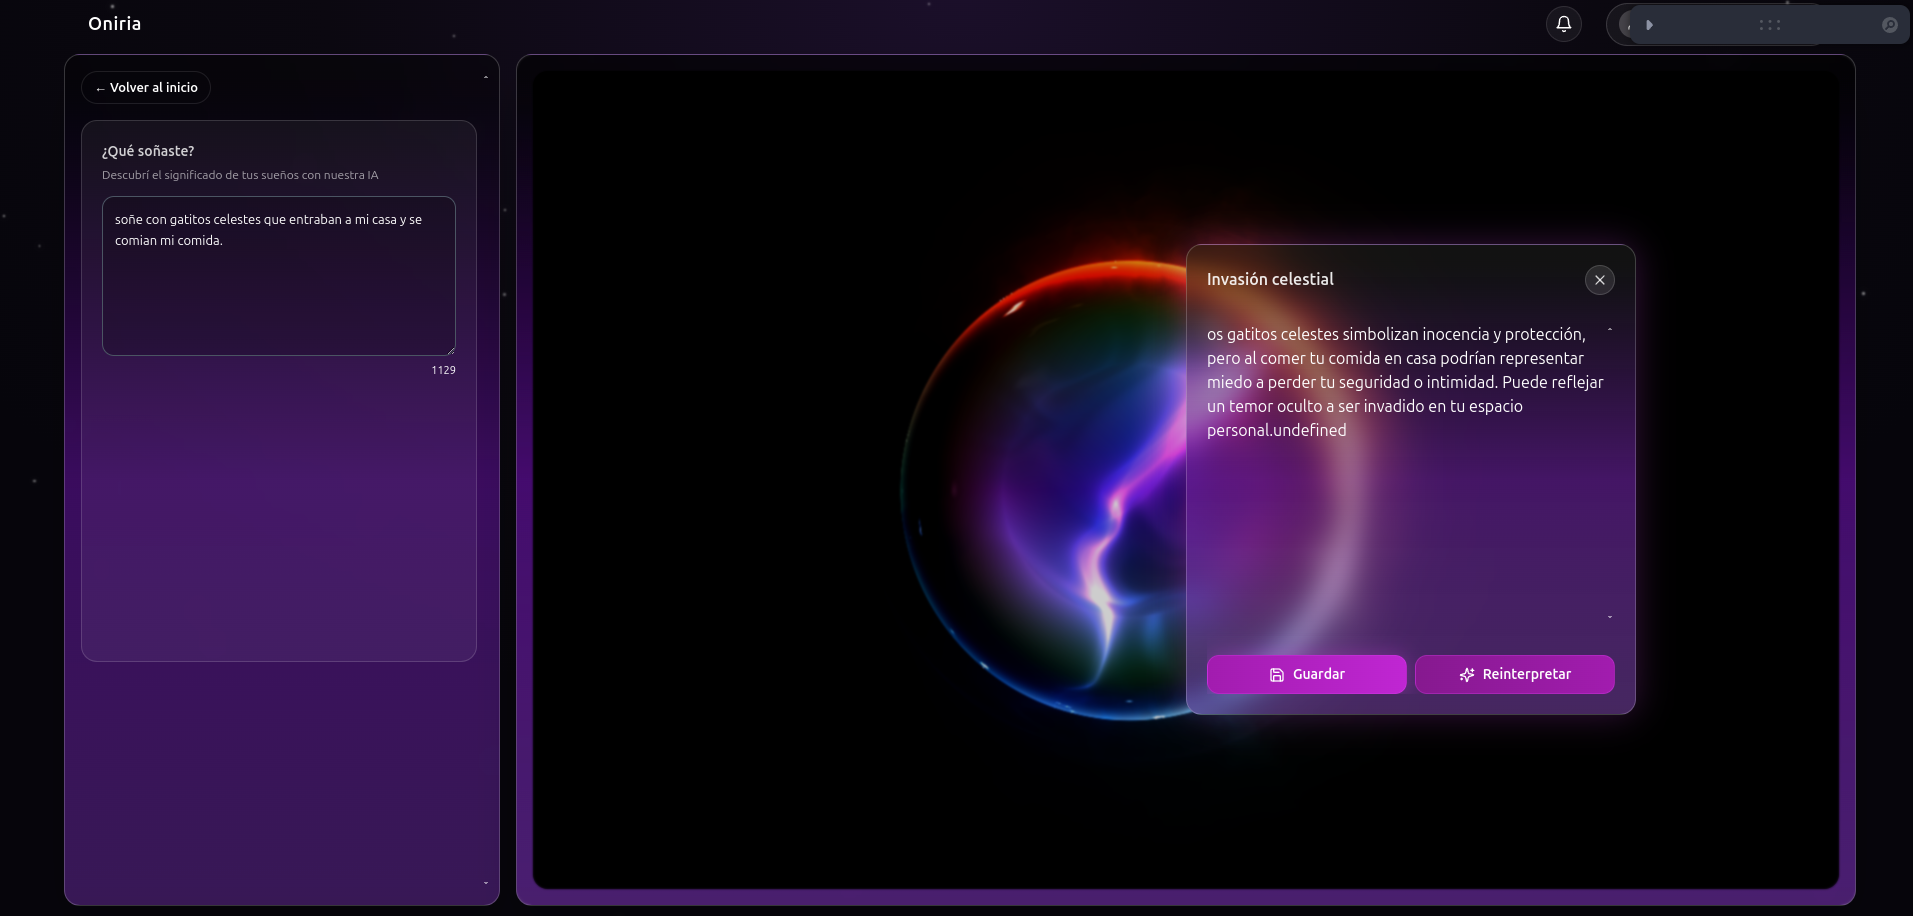 Oniria
← Volver al inicio
¿Qué soñaste?
Descubrí el significado de tus sueños con nuestra IA
soñe con gatitos celestes que entraban a mi casa y se
comian mi comida.
1129
Invasión celestial
os gatitos celestes simbolizan inocencia y protección,
pero al comer tu comida en casa podrían representar
miedo a perder tu seguridad o intimidad. Puede reflejar
un temor oculto a ser invadido en tu espacio
personal.undefined
Guardar
Reinterpretar